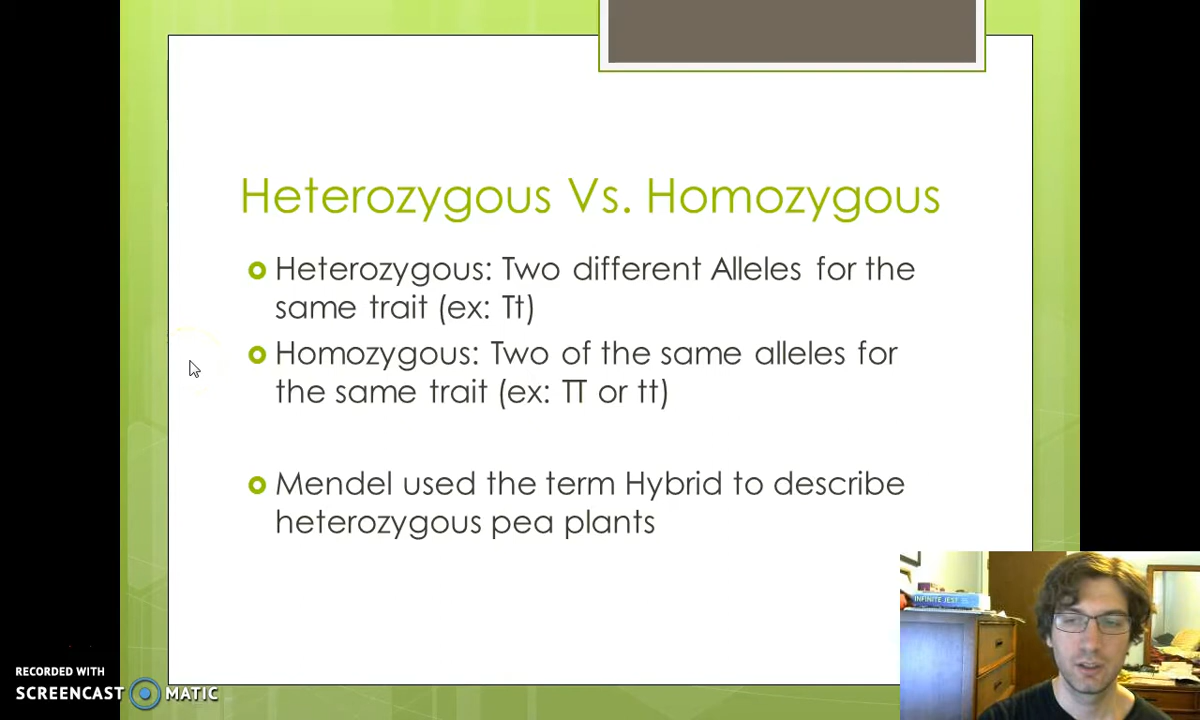 Heterozygous Vs. Homozygous
Heterozygous: Two different Alleles for the
same trait (ex: Tt)
Homozygous: Two of the same alleles for
the same trait (ex: TT or tt)
Mendel used the term Hybrid to describe
heterozygous pea plants
INFINITE JEST
RECORDED WITH
SCREENCAST MATIC